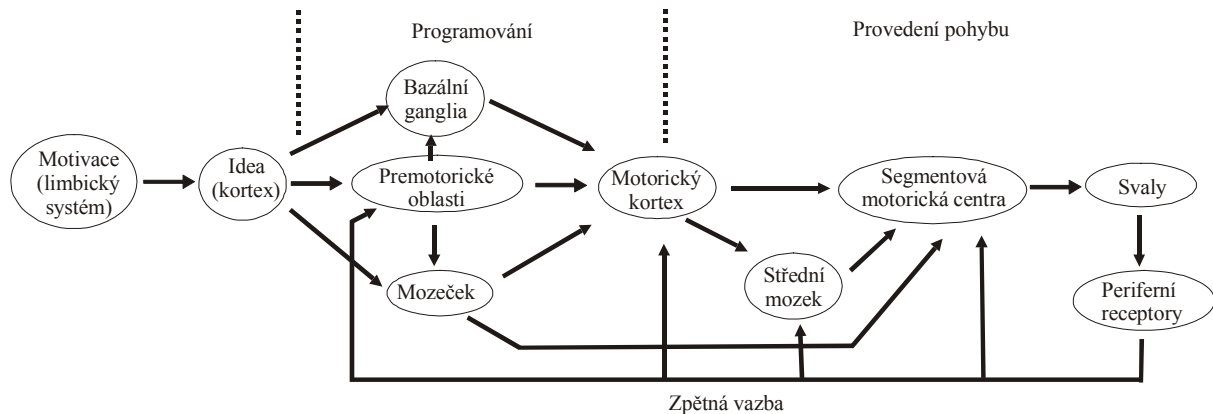 Programování
Provedení pohybu
Bazální
ganglia
Motivace
(limbický
systém)
Idea
(kortex)
Premotorické
oblasti
Motorický
kortex
Segmentová
motorická centra
Svaly
Mozeček
Střední
mozek
Periferní
receptory
Zpětná vazba